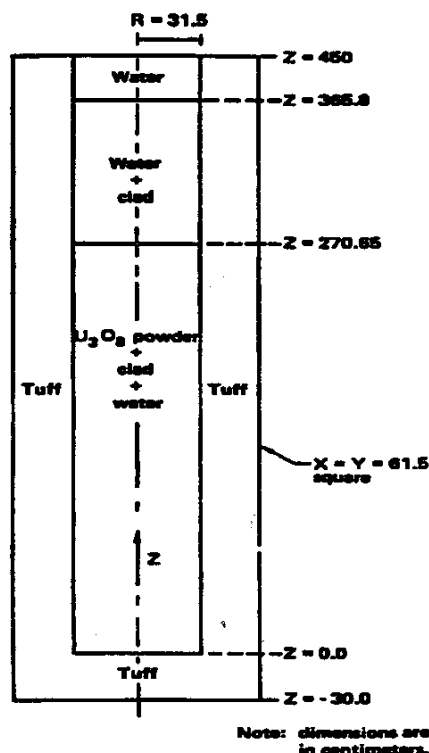 R = 31.5
Z = 450
Water
Z = 365.8
Water
+
clad
Z = 270.65
U3O8 powder
+
clad
+
water
Tuff
Tuff
X = Y = 61.5
square
Z
Z = 0.0
Tuff
Z = -30.0
Note: dimensions are
in centimeters.